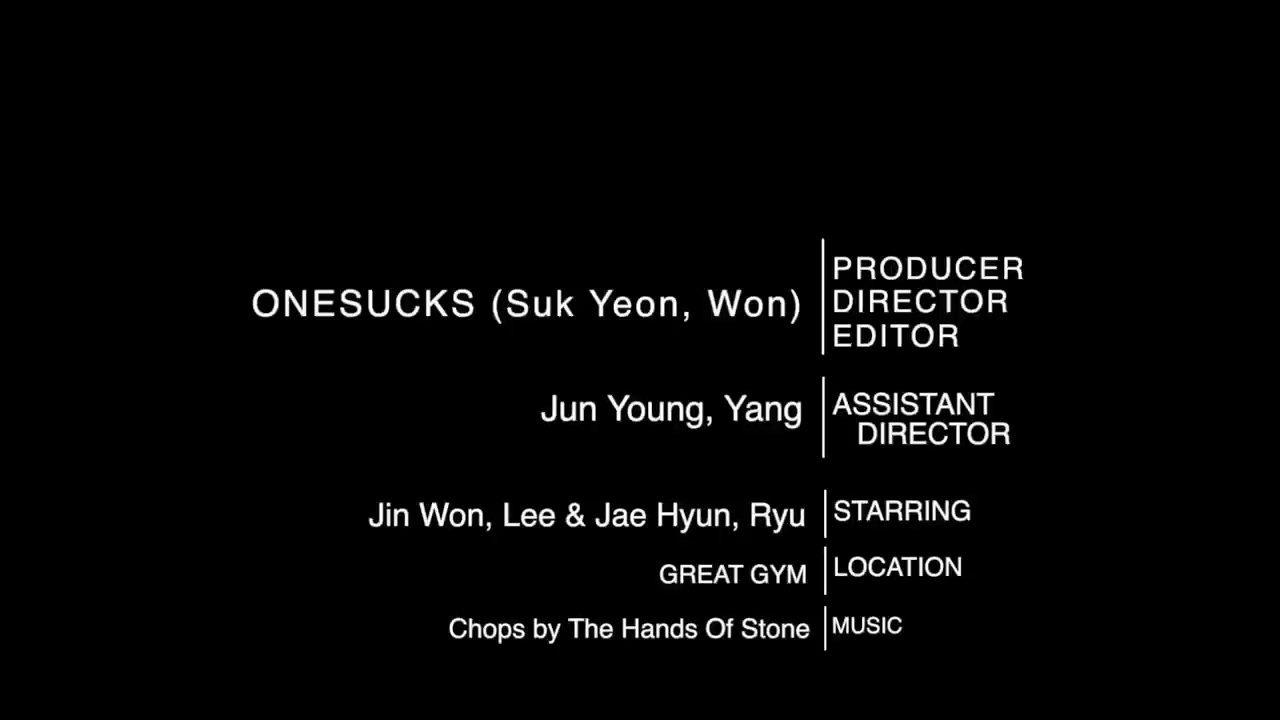 ONESUCKS (Suk Yeon, Won)
PRODUCER
DIRECTOR
EDITOR
Jun Young, Yang
ASSISTANT
DIRECTOR
Jin Won, Lee & Jae Hyun, Ryu
STARRING
GREAT GYM
LOCATION
Chops by The Hands Of Stone
MUSIC